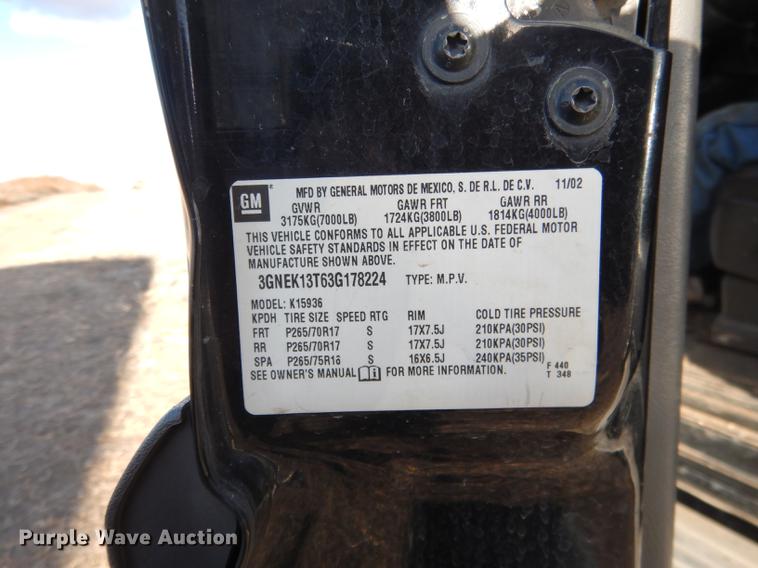 GM
MFD BY GENERAL MOTORS DE MEXICO, S. DE R.L. DE C.V. 11/02
GVWR GAWR FRT GAWR RR
3175KG(7000LB) 1724KG(3800LB) 1814KG(4000LB)
THIS VEHICLE CONFORMS TO ALL APPLICABLE U.S. FEDERAL MOTOR
VEHICLE SAFETY STANDARDS IN EFFECT ON THE DATE OF
MANUFACTURE SHOWN ABOVE.
3GNEK13T63G178224 TYPE: M.P.V.
MODEL: K15936
KPDH TIRE SIZE SPEED RTG RIM COLD TIRE PRESSURE
FRT P265/70R17 S 17X7.5J 210KPA(30PSI)
RR P265/70R17 S 17X7.5J 210KPA(30PSI)
SPA P265/75R16 S 16X6.5J 240KPA(35PSI)
SEE OWNER'S MANUAL FOR MORE INFORMATION.
F 440
T 348
Purple Wave Auction